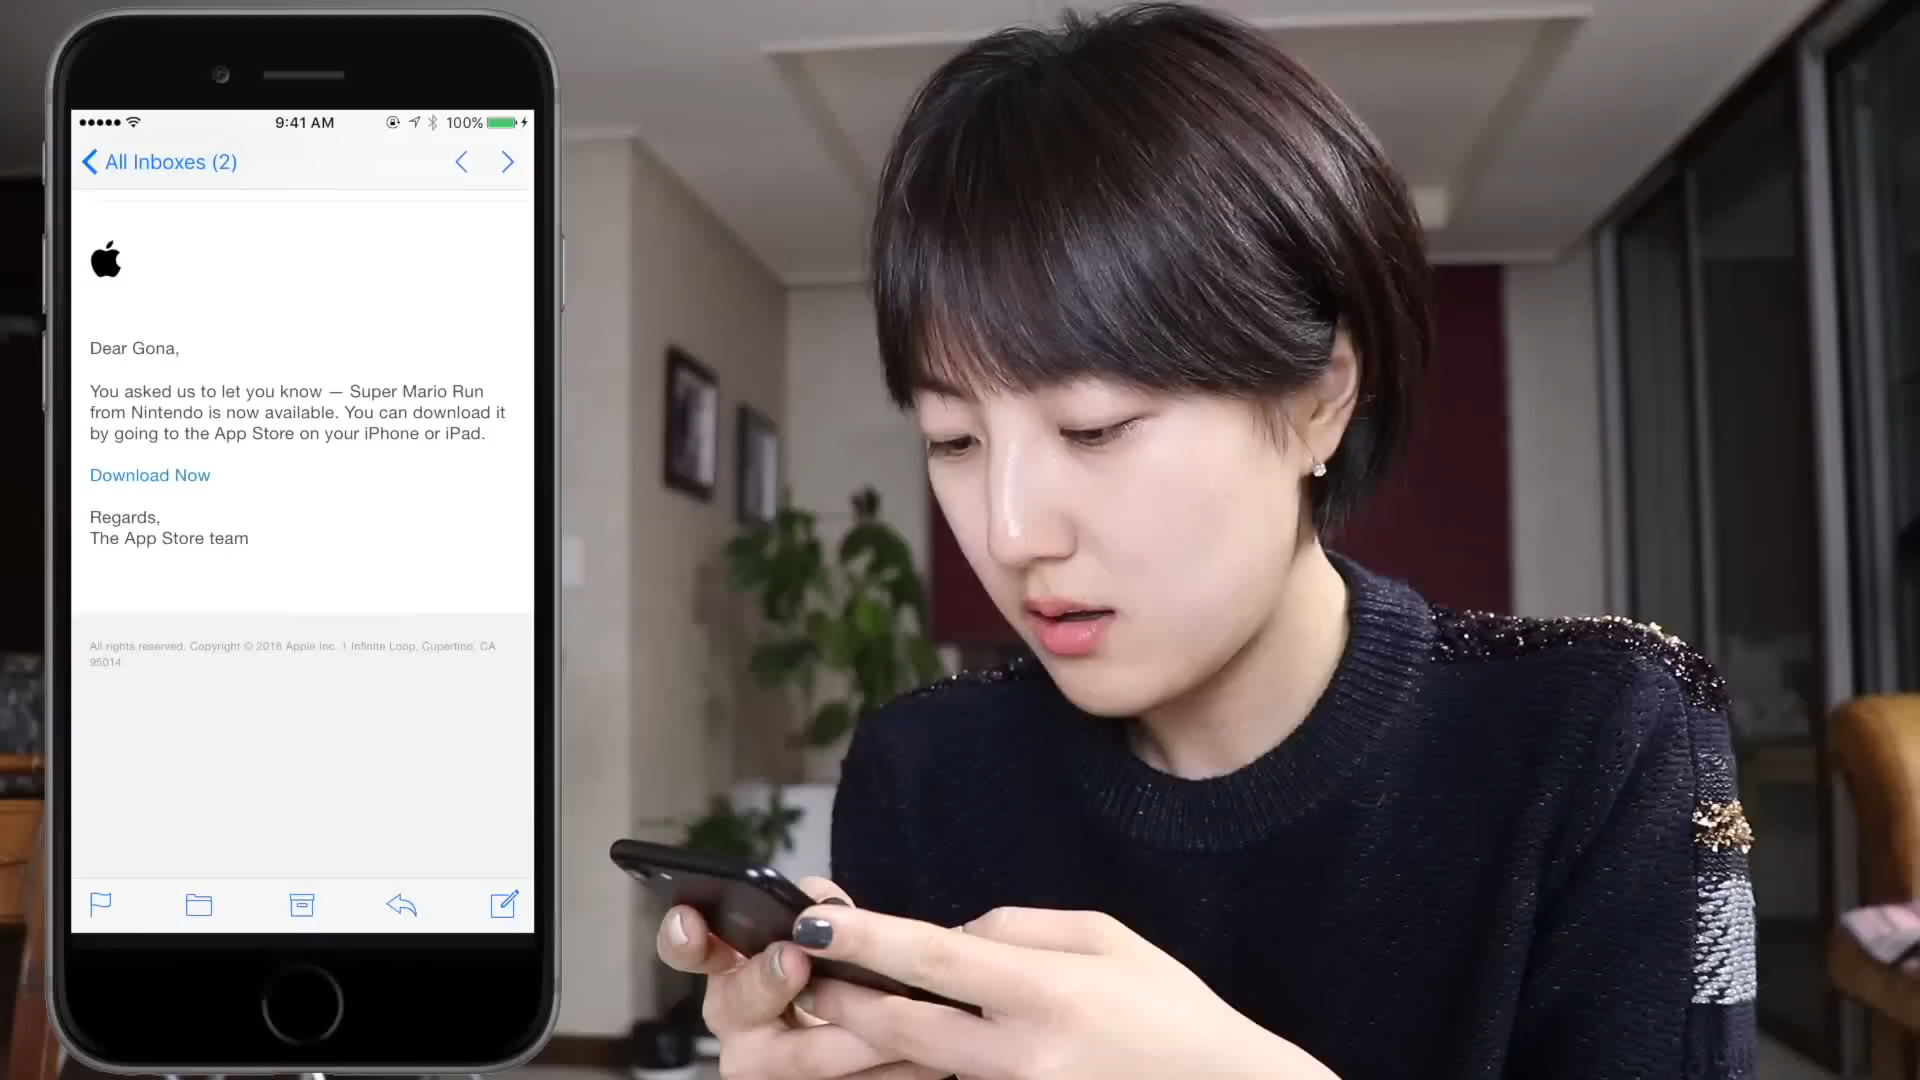 9:41 AM 100%
All Inboxes (2)
Dear Gona,
You asked us to let you know — Super Mario Run
from Nintendo is now available. You can download it
by going to the App Store on your iPhone or iPad.
Download Now
Regards,
The App Store team
All rights reserved. Copyright © 2016 Apple Inc. 1 Infinite Loop, Cupertino, CA
95014